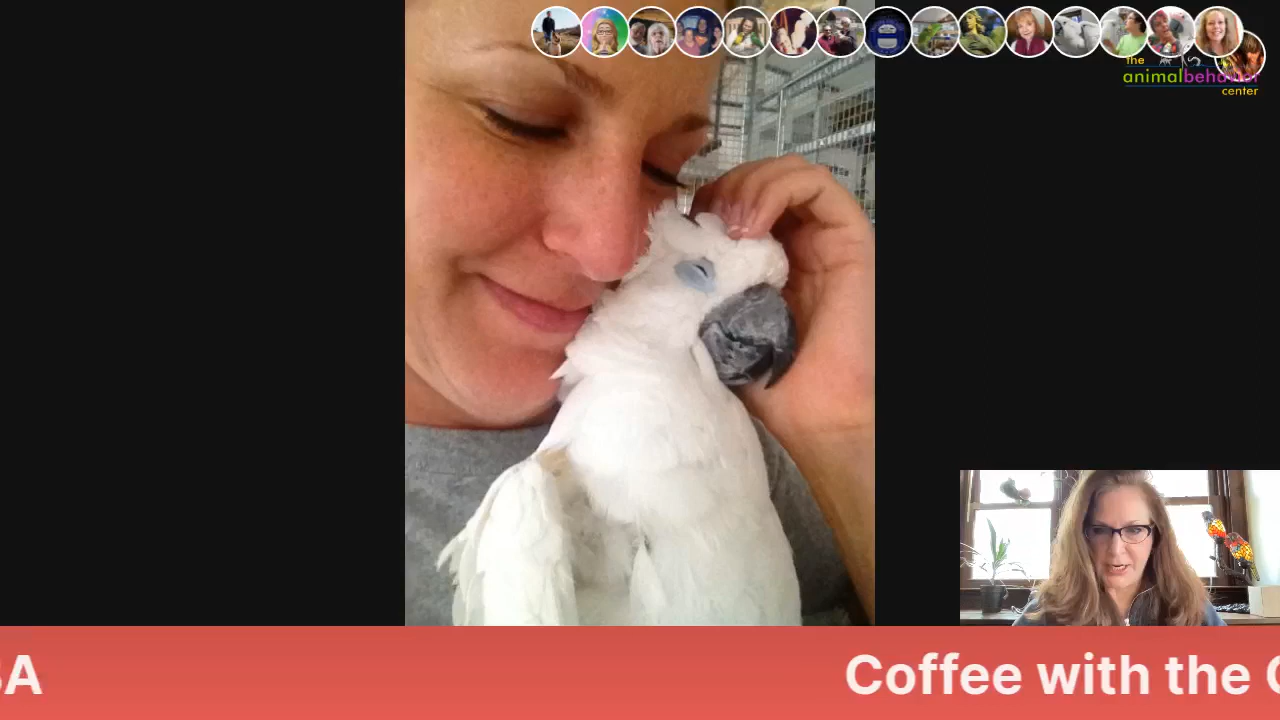 the
animalbehavior
center
BA
Coffee with the C